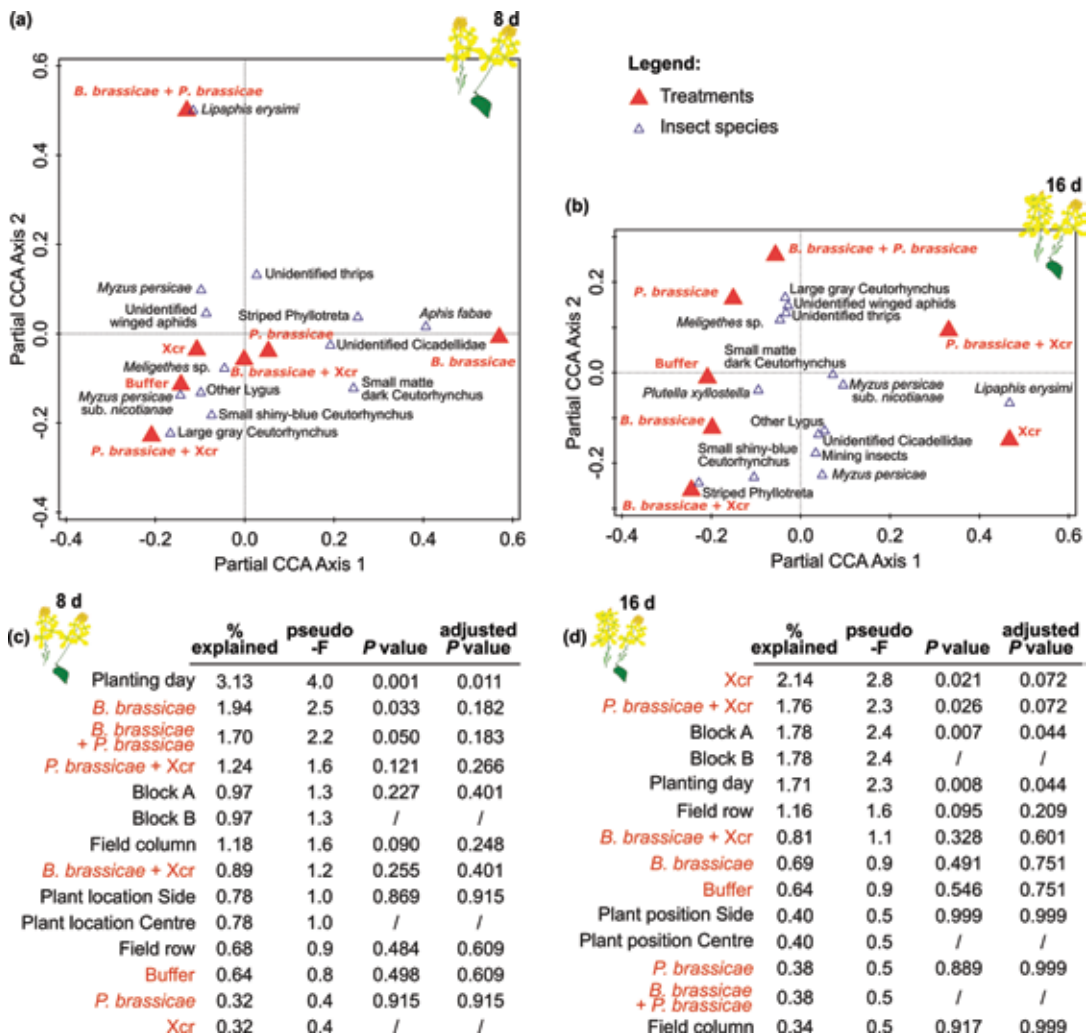 (a)
8 d
0.6
0.4
0.2
0.0
-0.2
-0.4
Partial CCA Axis 2
B. brassicae + P. brassicae
Lipaphis erysimi
Unidentified thrips
Myzus persicae
Unidentified
winged aphids
Striped Phyllotreta
Aphis fabae
P. brassicae
Xcr
Unidentified Cicadellidae
B. brassicae
Meligethes sp.
B. brassicae + Xcr
Buffer
Other Lygus
Small matte
dark Ceutorhynchus
Myzus persicae
sub. nicotianae
Small shiny-blue Ceutorhynchus
Large gray Ceutorhynchus
P. brassicae + Xcr
-0.4 -0.2 0.0 0.2 0.4 0.6
Partial CCA Axis 1
Legend:
Treatments
Insect species
(b)
16 d
0.2
0.0
-0.2
Partial CCA Axis 2
B. brassicae + P. brassicae
P. brassicae
Large gray Ceutorhynchus
Unidentified winged aphids
Unidentified thrips
Meligethes sp.
P. brassicae + Xcr
Small matte
dark Ceutorhynchus
Buffer
Plutella xyllostella
Myzus persicae
sub. nicotianae
Lipaphis erysimi
B. brassicae
Other Lygus
Xcr
Unidentified Cicadellidae
Small shiny-blue
Ceutorhynchus
Mining insects
Myzus persicae
Striped Phyllotreta
B. brassicae + Xcr
-0.4 -0.2 0.0 0.2 0.4 0.6
Partial CCA Axis 1
(c)
8 d
% explained pseudo -F P value adjusted P value
Planting day 3.13 4.0 0.001 0.011
B. brassicae 1.94 2.5 0.033 0.182
B. brassicae
+ P. brassicae 1.70 2.2 0.050 0.183
P. brassicae + Xcr 1.24 1.6 0.121 0.266
Block A 0.97 1.3 0.227 0.401
Block B 0.97 1.3 / /
Field column 1.18 1.6 0.090 0.248
B. brassicae + Xcr 0.89 1.2 0.255 0.401
Plant location Side 0.78 1.0 0.869 0.915
Plant location Centre 0.78 1.0 / /
Field row 0.68 0.9 0.484 0.609
Buffer 0.64 0.8 0.498 0.609
P. brassicae 0.32 0.4 0.915 0.915
Xcr 0.32 0.4 / /
(d)
16 d
% explained pseudo -F P value adjusted P value
Xcr 2.14 2.8 0.021 0.072
P. brassicae + Xcr 1.76 2.3 0.026 0.072
Block A 1.78 2.4 0.007 0.044
Block B 1.78 2.4 / /
Planting day 1.71 2.3 0.008 0.044
Field row 1.16 1.6 0.095 0.209
B. brassicae + Xcr 0.81 1.1 0.328 0.601
B. brassicae 0.69 0.9 0.491 0.751
Buffer 0.64 0.9 0.546 0.751
Plant position Side 0.40 0.5 0.999 0.999
Plant position Centre 0.40 0.5 / /
P. brassicae 0.38 0.5 0.889 0.999
B. brassicae
+ P. brassicae 0.38 0.5 / /
Field column 0.34 0.5 0.917 0.999